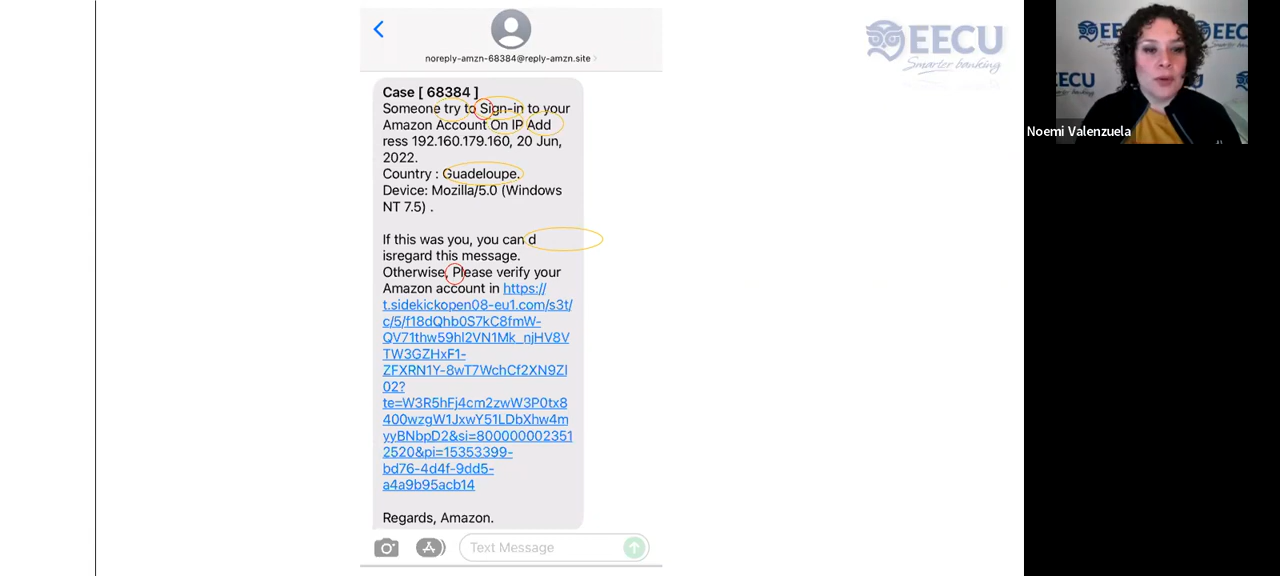 noreply-amzn-68384@reply-amzn.site
Case [ 68384 ]
Someone try to Sign-in to your
Amazon Account On IP Add
ress 192.160.179.160, 20 Jun,
2022.
Country : Guadeloupe.
Device: Mozilla/5.0 (Windows
NT 7.5) .
If this was you, you can d
isregard this message.
Otherwise, Please verify your
Amazon account in https://
t.sidekickopen08-eu1.com/s3t/
c/5/f18dQhb0S7kC8fmW-
QV71thw59hl2VN1Mk_njHV8V
TW3GZHxF1-
ZFXRN1Y-8wT7WchCf2XN9Zl
02?
te=W3R5hFj4cm2zwW3P0tx8
400wzgW1JxwY51LDbXhw4m
yyBNbpD2&si=800000002351
2520&pi=15353399-
bd76-4d4f-9dd5-
a4a9b95acb14
Regards, Amazon.
Text Message
EECU
Smarter banking
EECU
EECU
ECU
Noemi Valenzuela